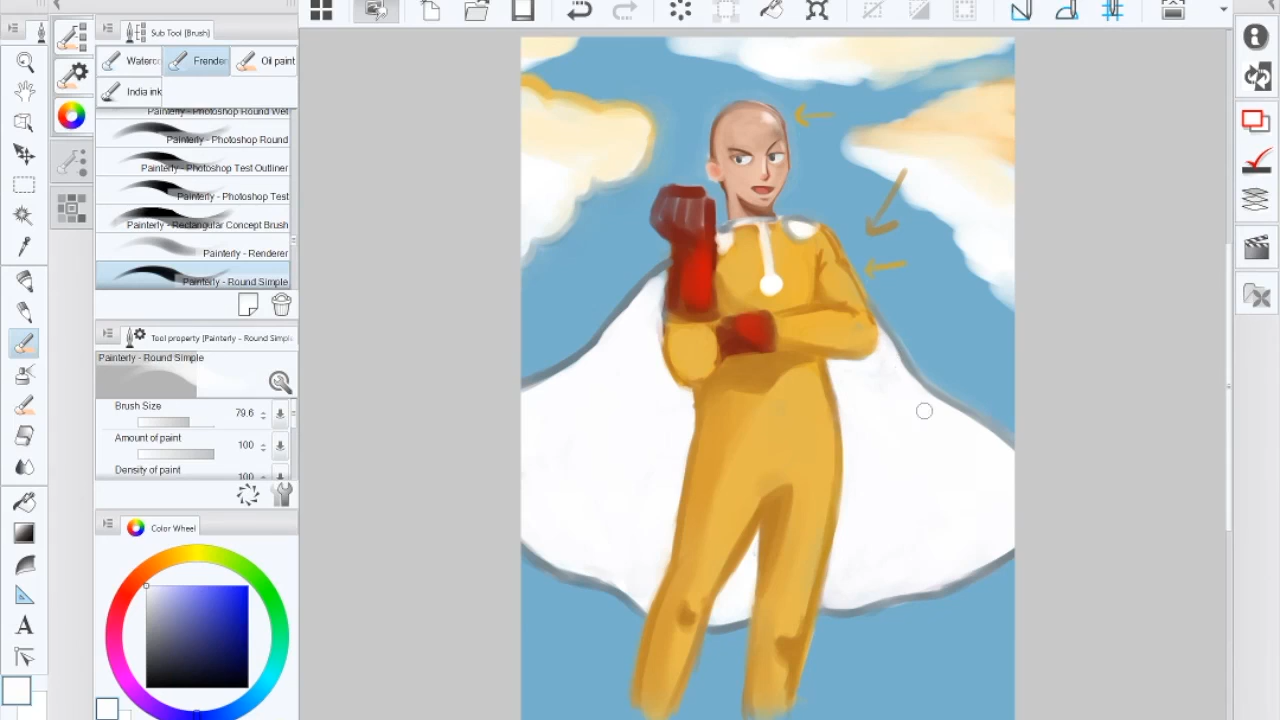 Sub Tool [Brush]
Waterc
Frender
Oil paint
India ink
Painterly - Photoshop Round Wet
Painterly - Photoshop Round
Painterly - Photoshop Test Outliner
Painterly - Photoshop Test
Painterly - Rectangular Concept Brush
Painterly - Renderer
Painterly - Round Simple
Tool property [Painterly - Round Simpl
Painterly - Round Simple
Brush Size 79.6
Amount of paint 100
Density of paint 100
Color Wheel